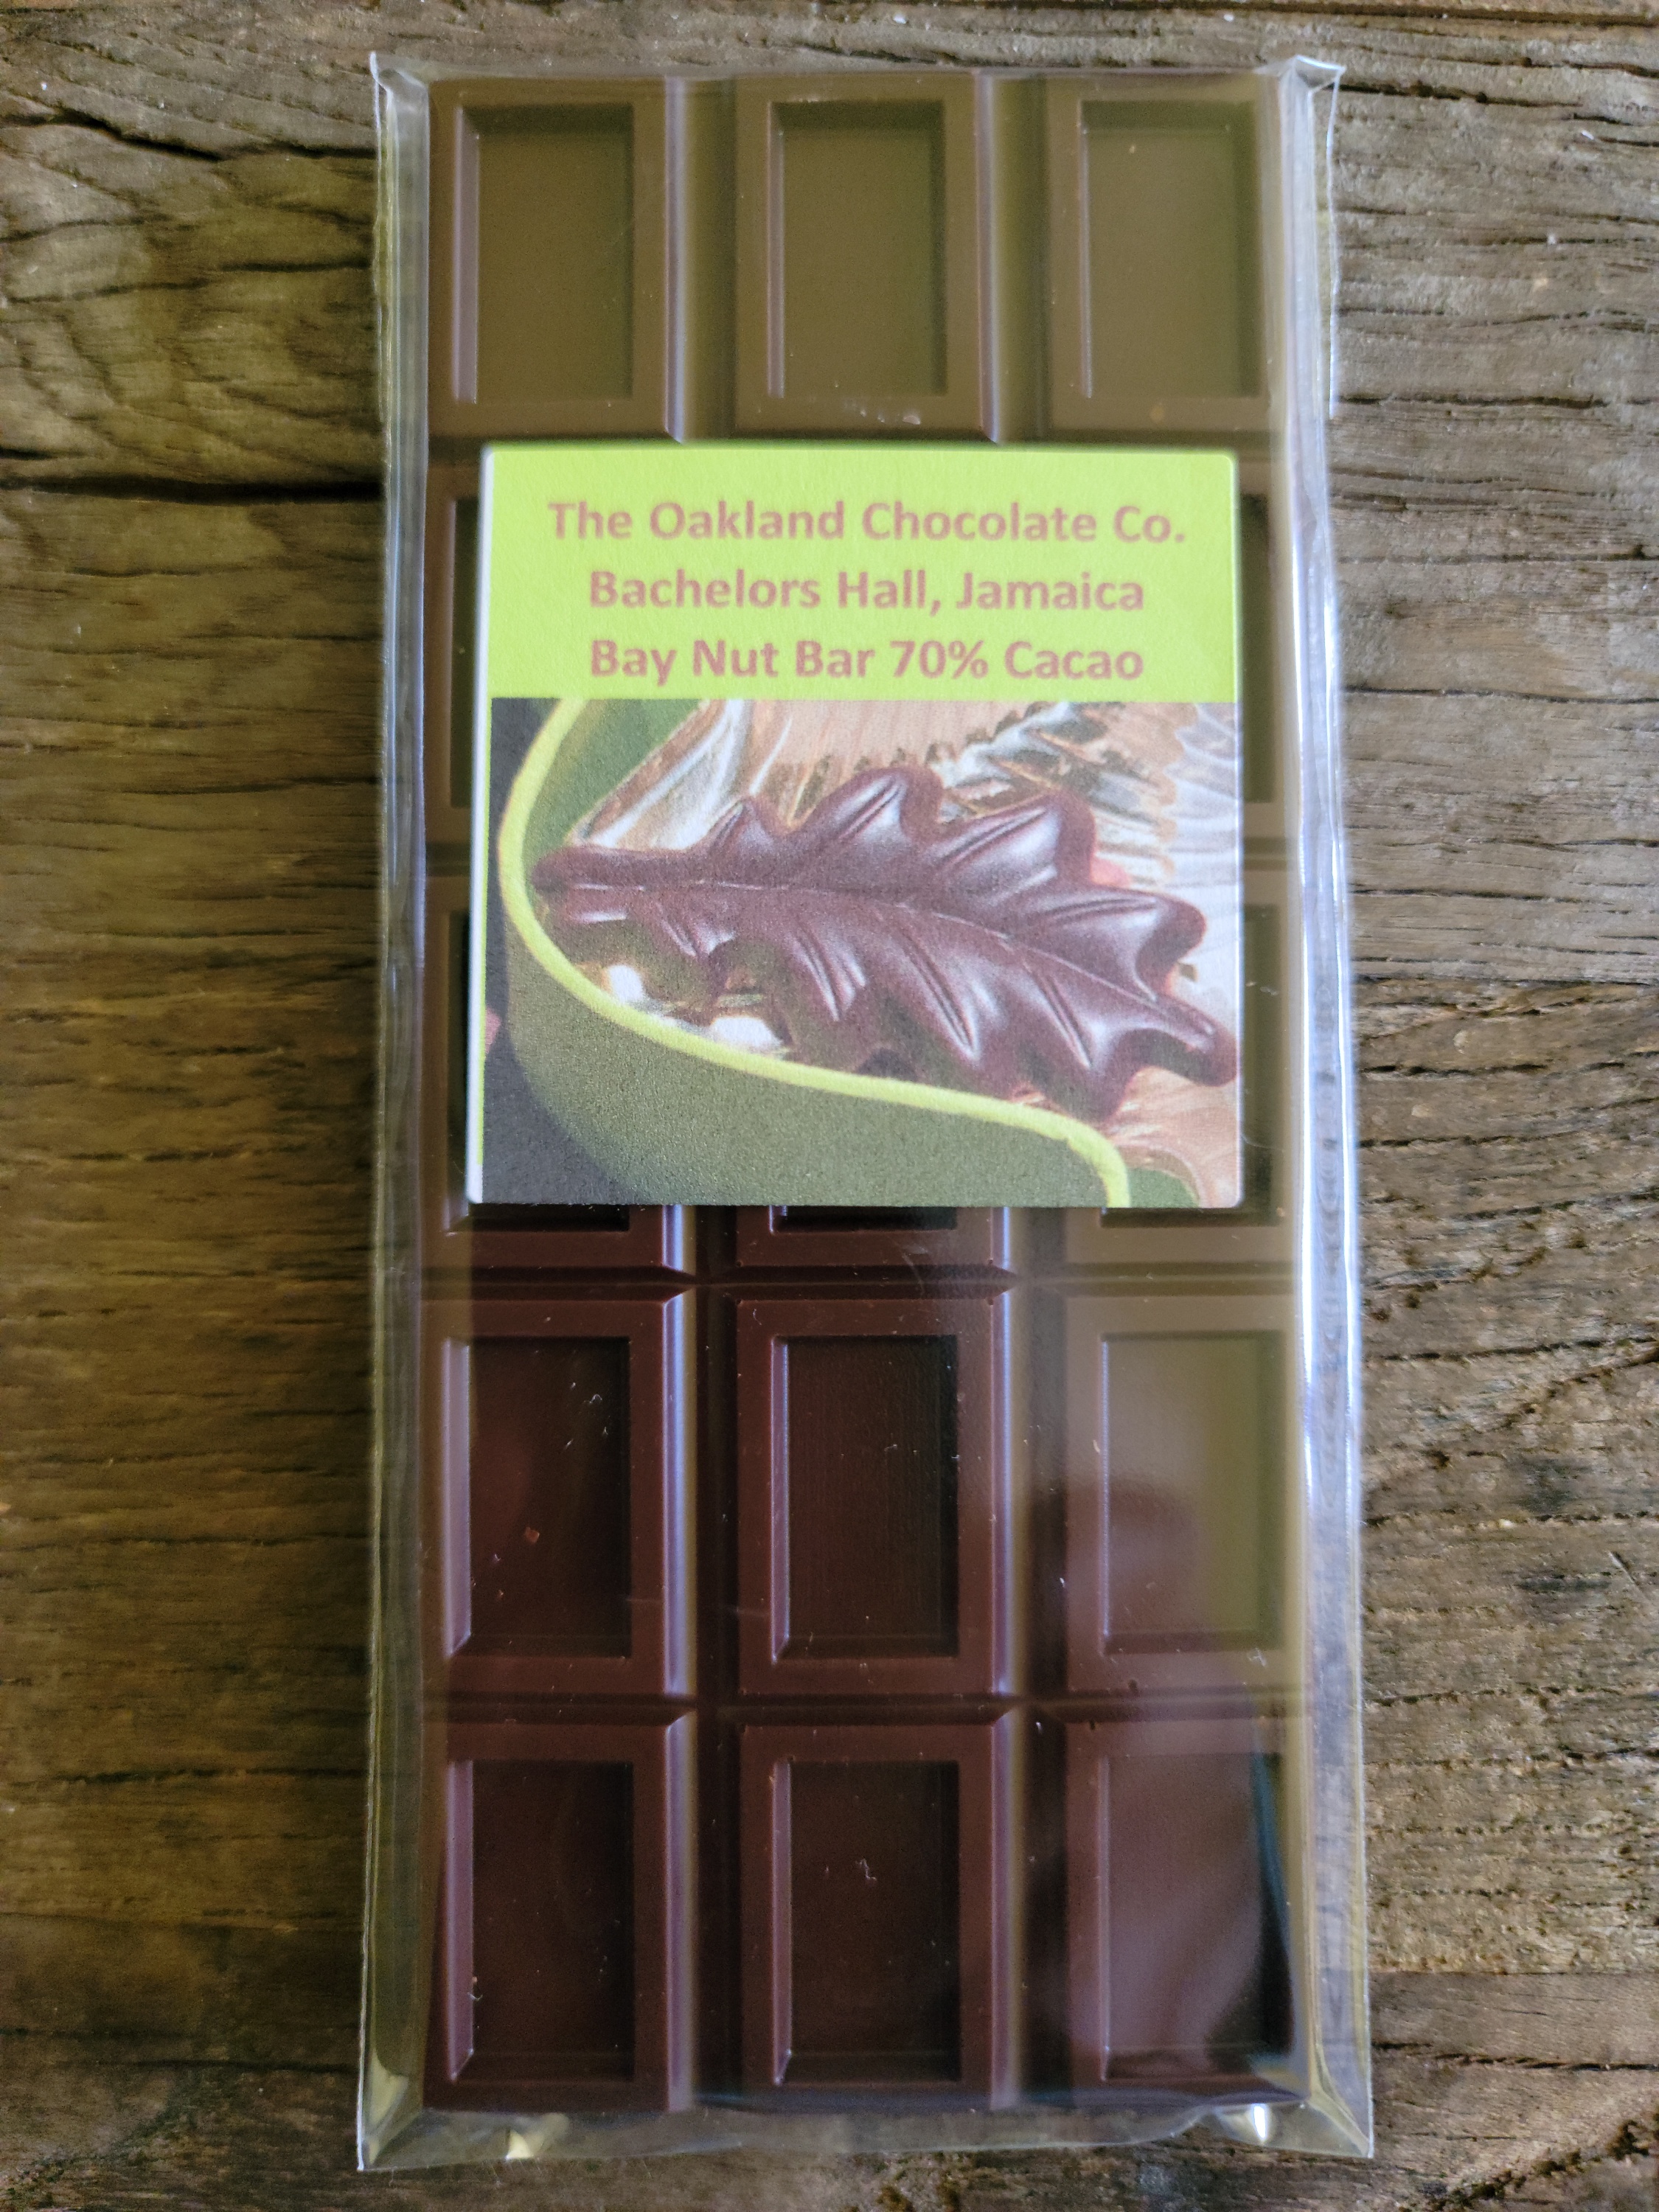 The Oakland Chocolate Co.
Bachelors Hall, Jamaica
Bay Nut Bar 70% Cacao